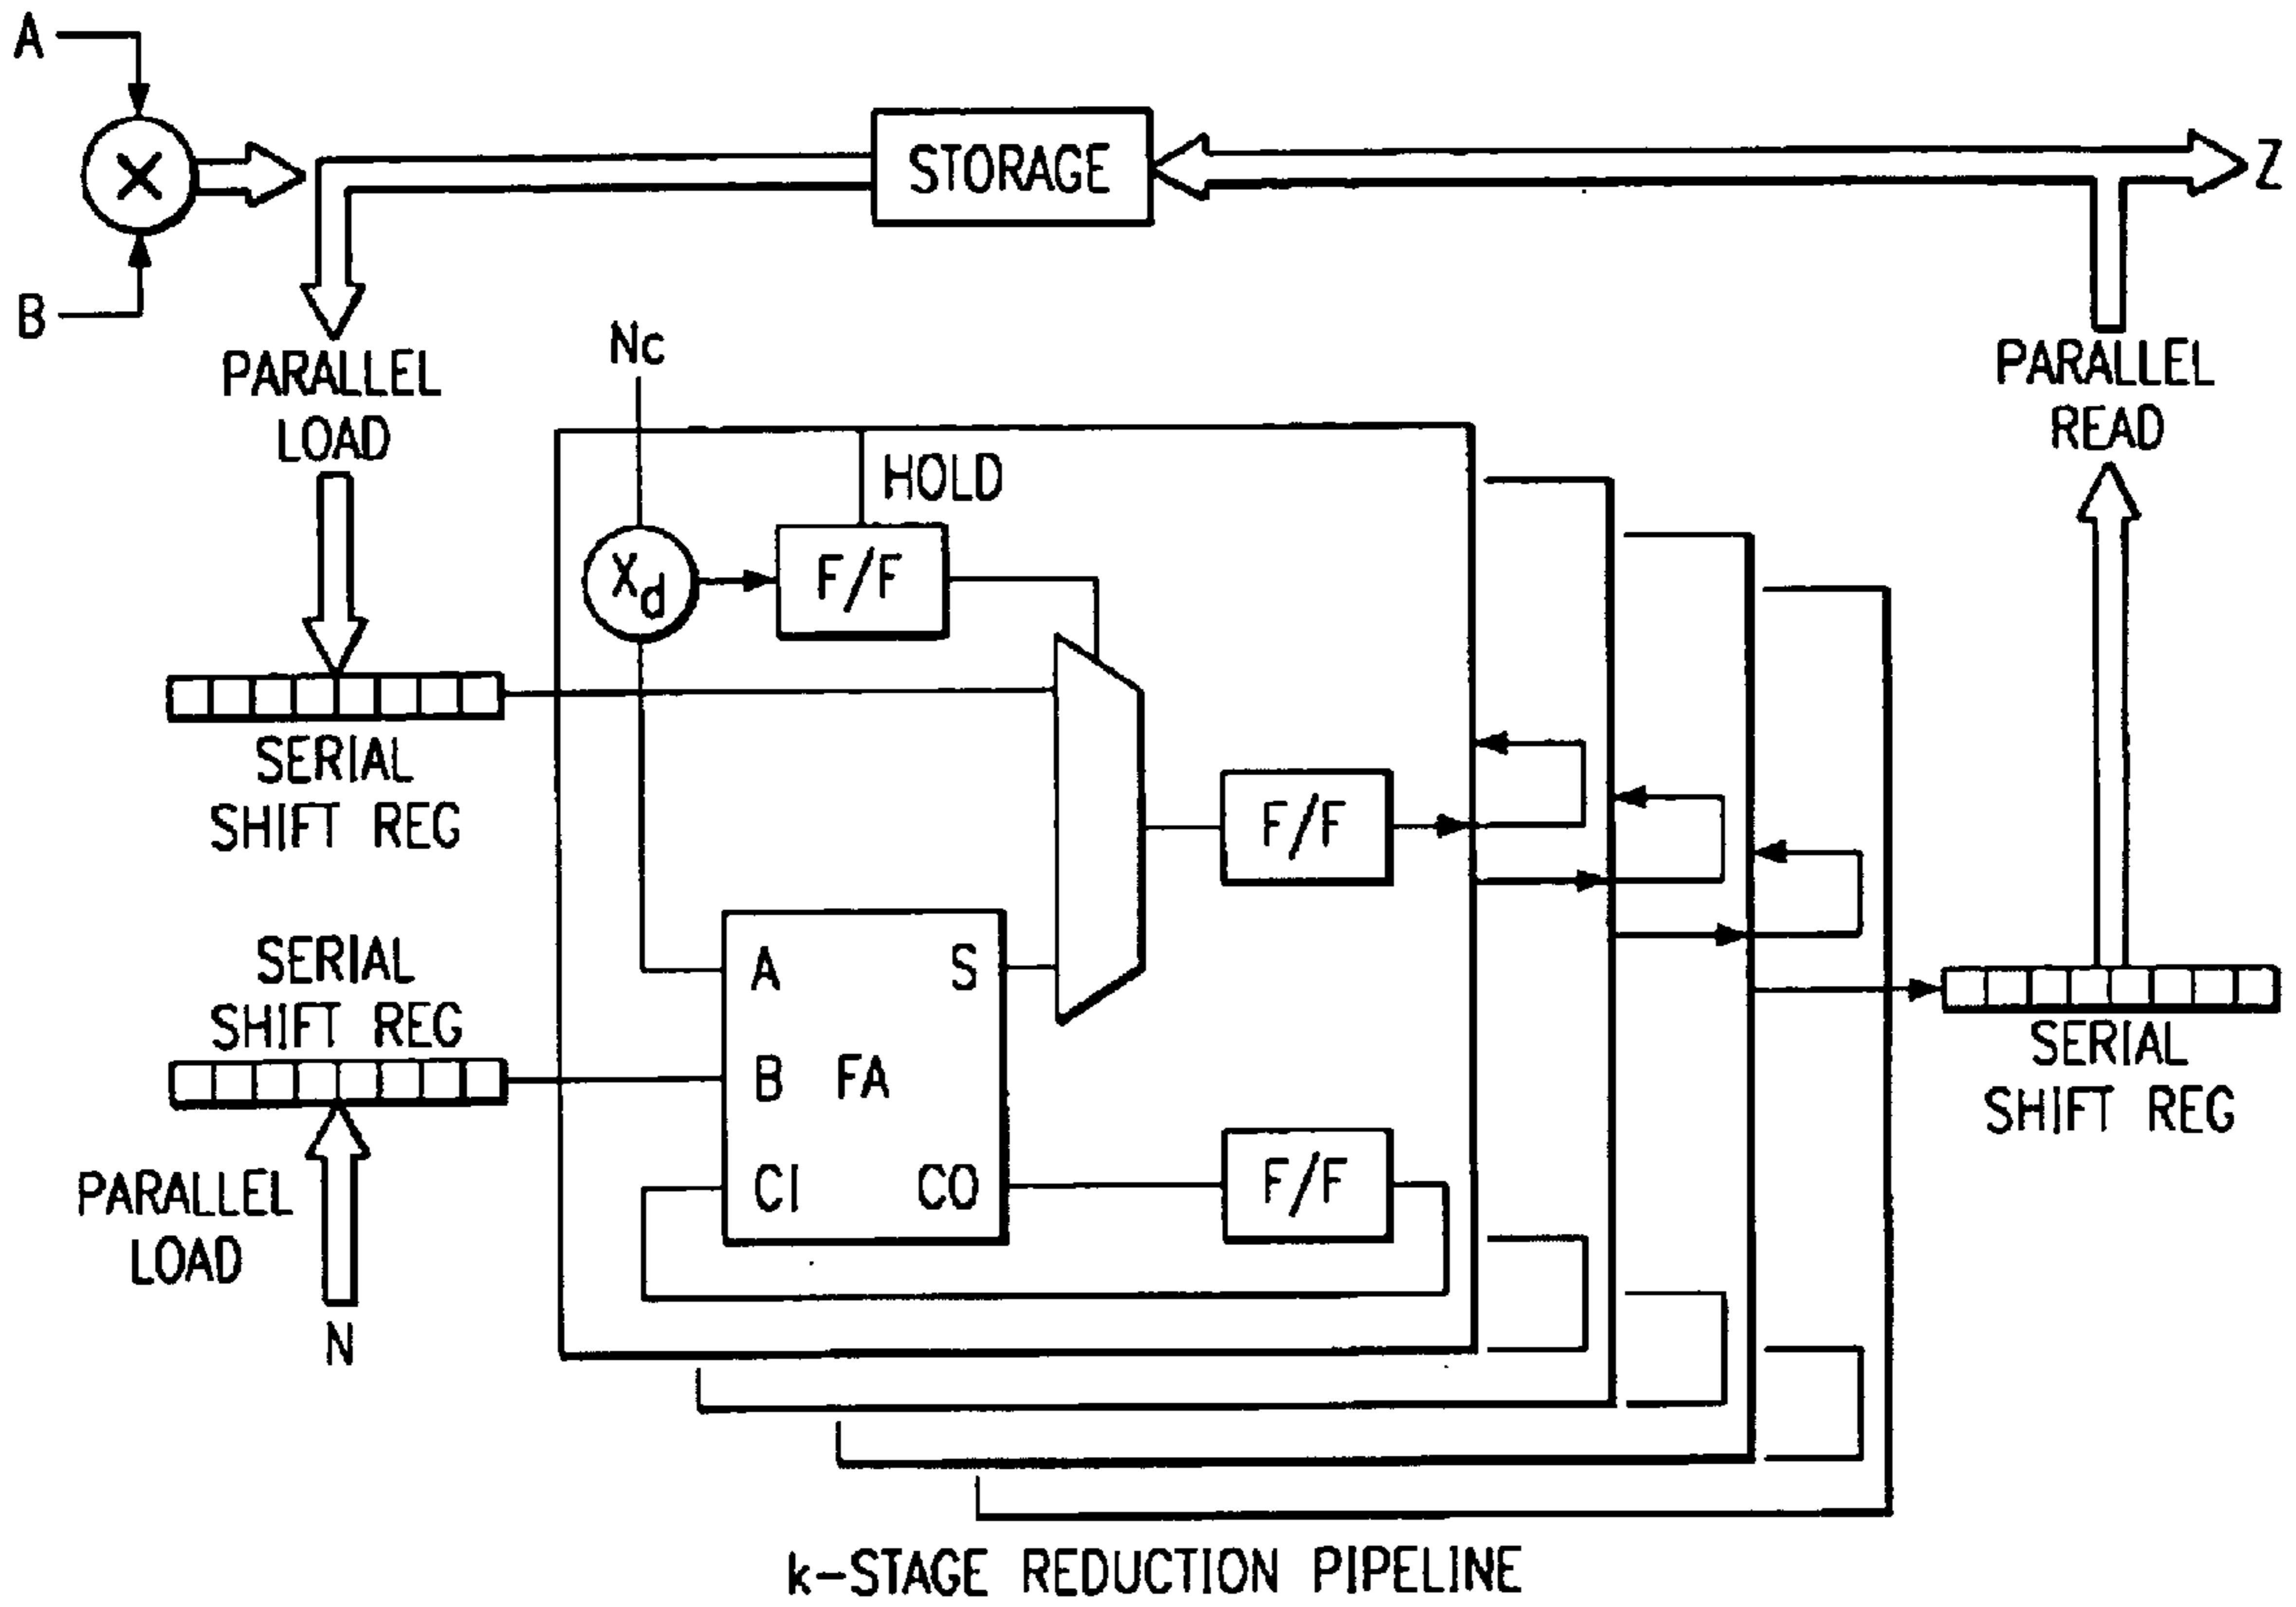 A
X
B
STORAGE
Z
PARALLEL
LOAD
Nc
PARALLEL
READ
HOLD
Xd
F/F
SERIAL
SHIFT REG
F/F
SERIAL
SHIFT REG
A S
B FA
CI CO
F/F
SERIAL
SHIFT REG
PARALLEL
LOAD
N
k-STAGE REDUCTION PIPELINE